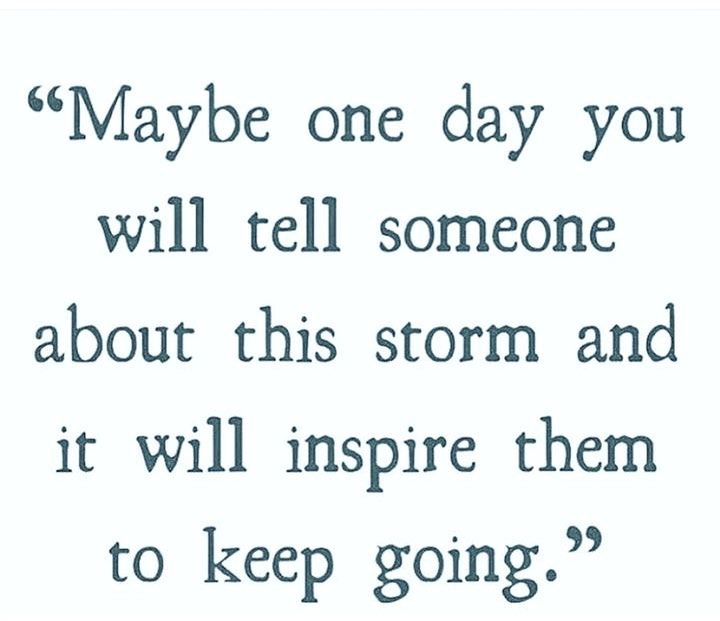 “Maybe one day you
will tell someone
about this storm and
it will inspire them
to keep going.”